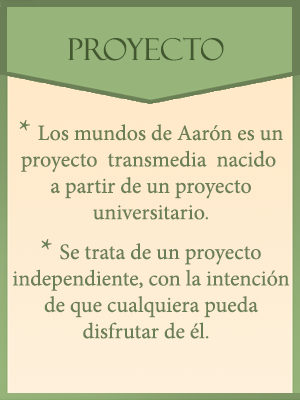 PROYECTO
* Los mundos de Aarón es un
proyecto transmedia nacido
a partir de un proyecto
universitario.
* Se trata de un proyecto
independiente, con la intención
de que cualquiera pueda
disfrutar de él.